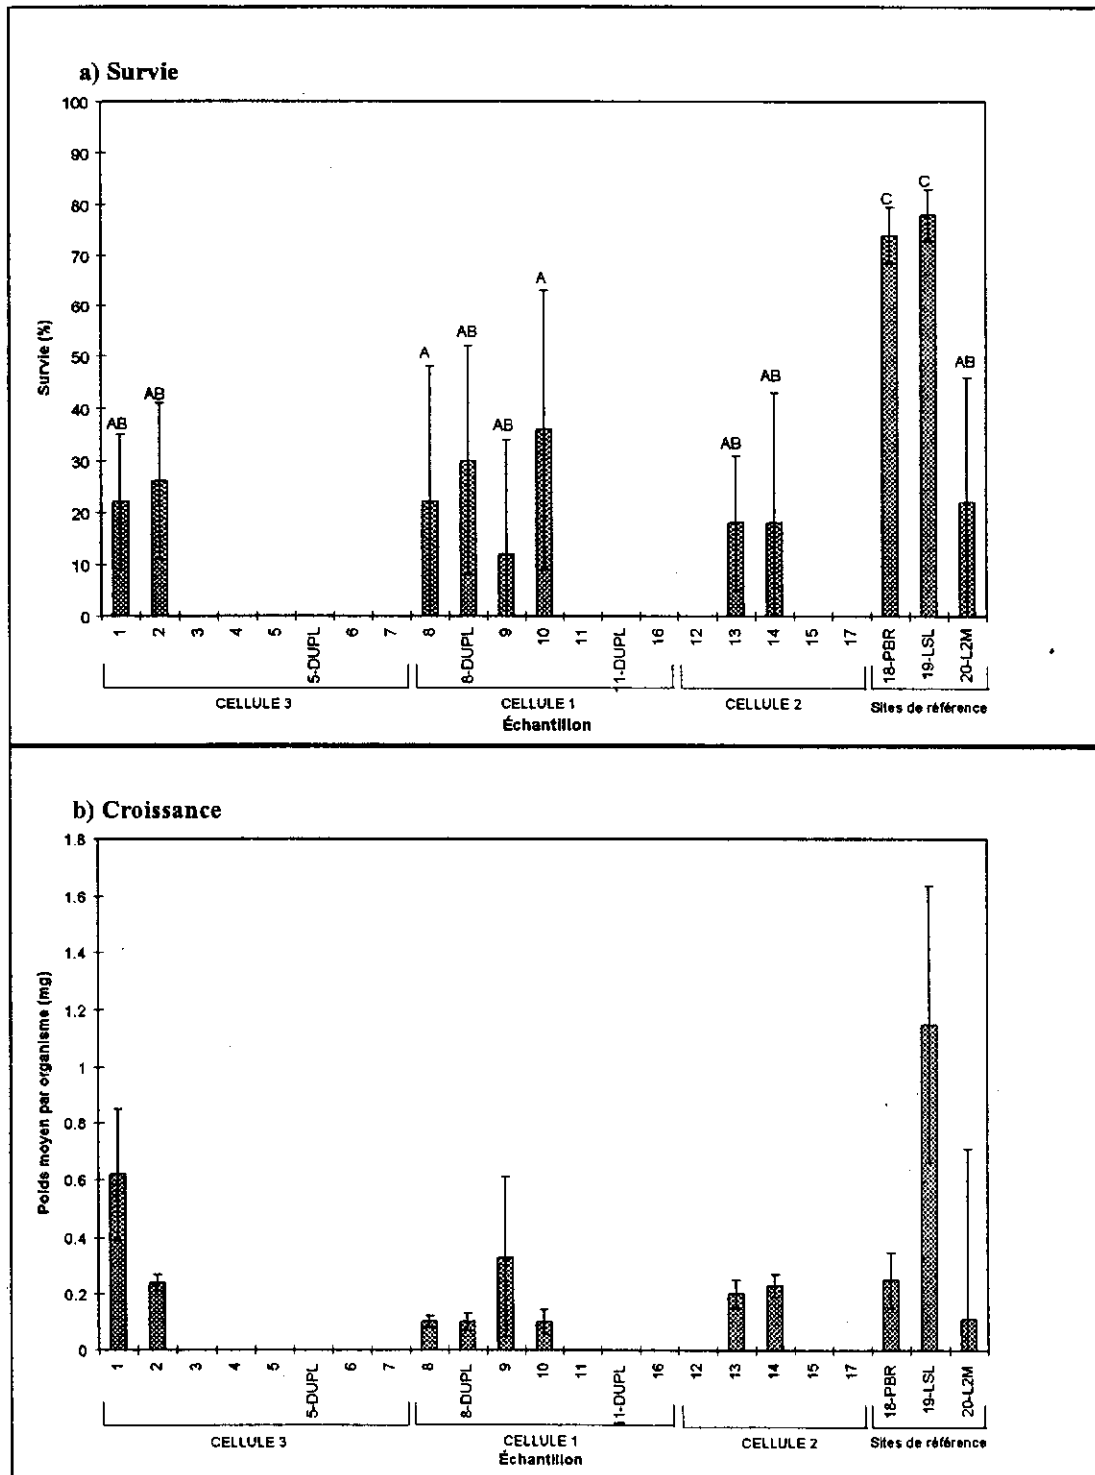 a) Survie
100
90
80
70
60
50
40
30
20
10
0
Survie (%)
AB
AB
A
AB
AB
A
AB
AB
C
C
AB
1
2
3
4
5
5-DUPL
6
7
8
8-DUPL
9
10
11
1-DUPL
16
12
13
14
15
17
18-PBR
19-LSL
20-L2M
CELLULE 3
CELLULE 1
CELLULE 2
Sites de référence
Échantillon
b) Croissance
1.8
1.6
1.4
1.2
1
0.8
0.6
0.4
0.2
0
Poids moyen par organisme (mg)
1
2
3
4
5
5-DUPL
6
7
8
8-DUPL
9
10
11
11-DUPL
16
12
13
14
15
17
18-PBR
19-LSL
20-L2M
CELLULE 3
CELLULE 1
CELLULE 2
Sites de référence
Échantillon